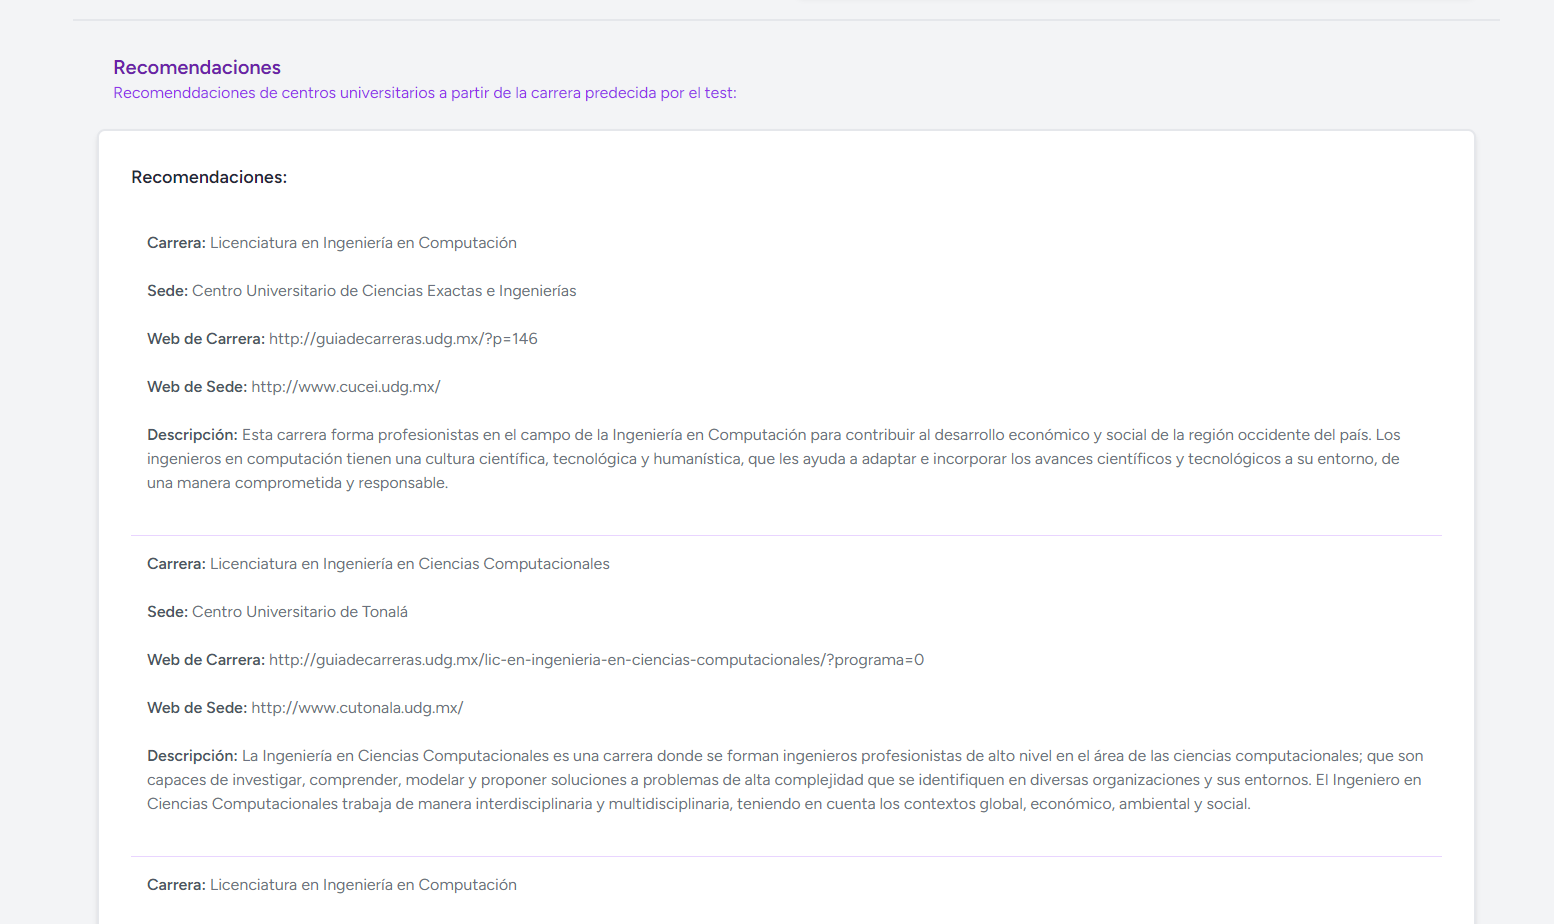 Recomendaciones
Recomenddaciones de centros universitarios a partir de la carrera predecida por el test:
Recomendaciones:
Carrera: Licenciatura en Ingeniería en Computación
Sede: Centro Universitario de Ciencias Exactas e Ingenierías
Web de Carrera: http://guiadecarreras.udg.mx/?p=146
Web de Sede: http://www.cucei.udg.mx/
Descripción: Esta carrera forma profesionistas en el campo de la Ingeniería en Computación para contribuir al desarrollo económico y social de la región occidente del país. Los
ingenieros en computación tienen una cultura científica, tecnológica y humanística, que les ayuda a adaptar e incorporar los avances científicos y tecnológicos a su entorno, de
una manera comprometida y responsable.
Carrera: Licenciatura en Ingeniería en Ciencias Computacionales
Sede: Centro Universitario de Tonalá
Web de Carrera: http://guiadecarreras.udg.mx/lic-en-ingenieria-en-ciencias-computacionales/?programa=0
Web de Sede: http://www.cutonala.udg.mx/
Descripción: La Ingeniería en Ciencias Computacionales es una carrera donde se forman ingenieros profesionistas de alto nivel en el área de las ciencias computacionales; que son
capaces de investigar, comprender, modelar y proponer soluciones a problemas de alta complejidad que se identifiquen en diversas organizaciones y sus entornos. El Ingeniero en
Ciencias Computacionales trabaja de manera interdisciplinaria y multidisciplinaria, teniendo en cuenta los contextos global, económico, ambiental y social.
Carrera: Licenciatura en Ingeniería en Computación